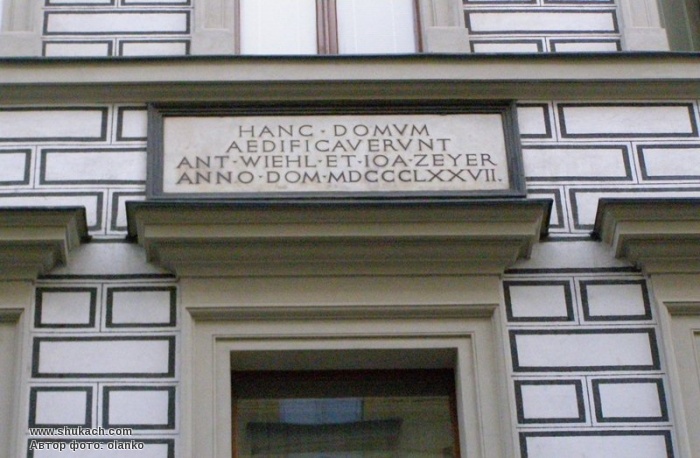 HANC · DOMVM
AEDIFICAVERVNT
ANT · WIEHL · ET · IOA · ZEYER
ANNO · DOM · MDCCCLXXVII.
www.shukach.com
Автор фото: olanko